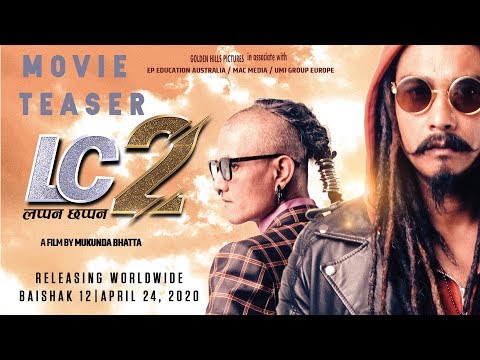 GOLDEN HILLS PICTURES in associate with
EP EDUCATION AUSTRALIA / MAC MEDIA / UMI GROUP EUROPE
MOVIE
TEASER
LC2
लप्पन छप्पन
A FILM BY MUKUNDA BHATTA
RELEASING WORLDWIDE
BAISHAK 12|APRIL 24, 2020